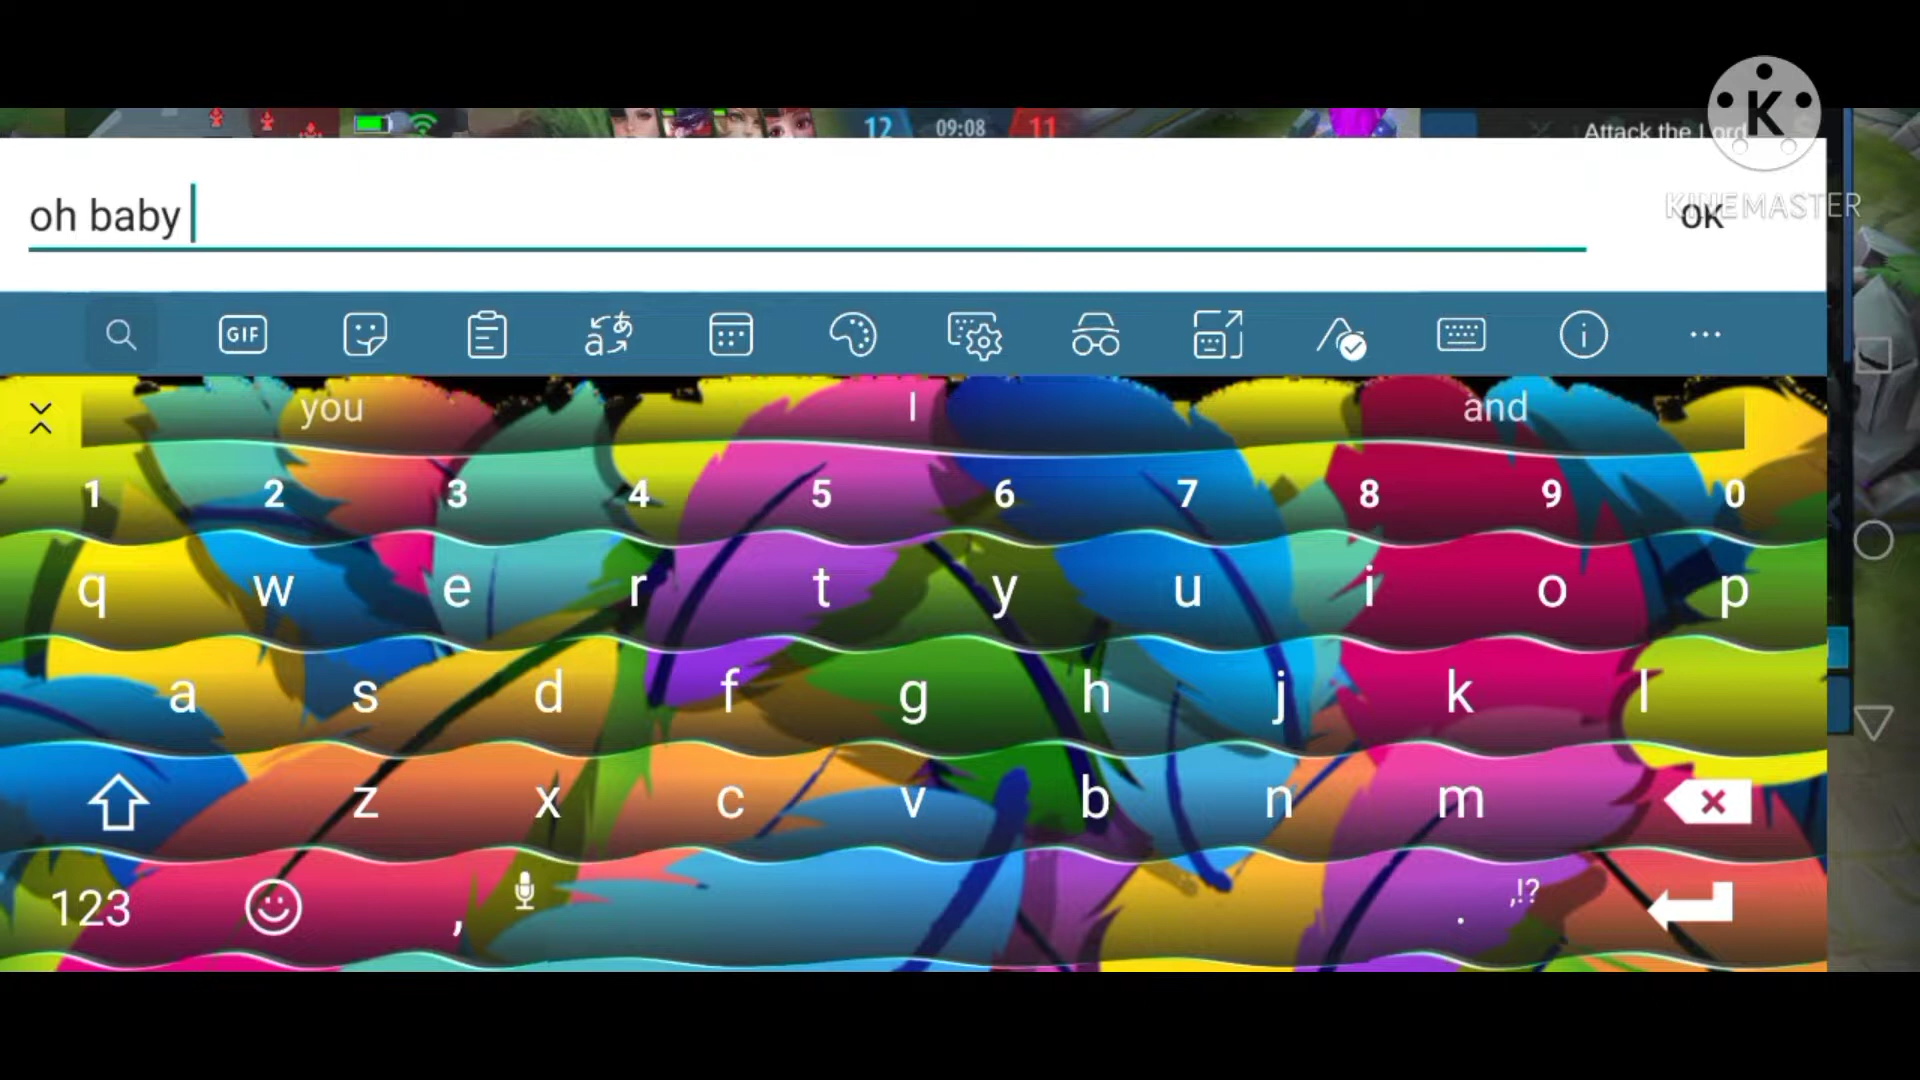 12 09:08 11
Attack the Lord
K
KINEMASTER
oh baby
OK
GIF
you I and
1 2 3 4 5 6 7 8 9 0
q w e r t y u i o p
a s d f g h j k l
z x c v b n m
123 , . ,!?